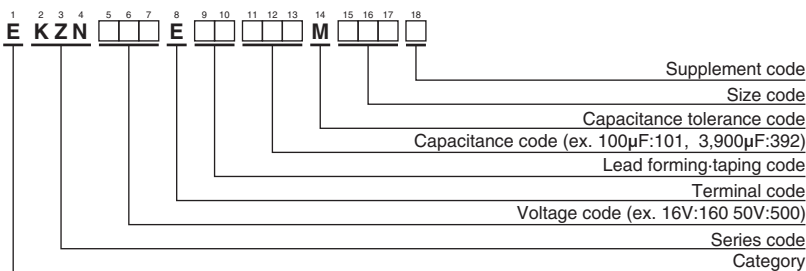 1 2 3 4 5 6 7 8 9 10 11 12 13 14 15 16 17 18
E KZN □□□ E □□ □□□ M □□□ □
Supplement code
Size code
Capacitance tolerance code
Capacitance code (ex. 100µF:101, 3,900µF:392)
Lead forming·taping code
Terminal code
Voltage code (ex. 16V:160 50V:500)
Series code
Category